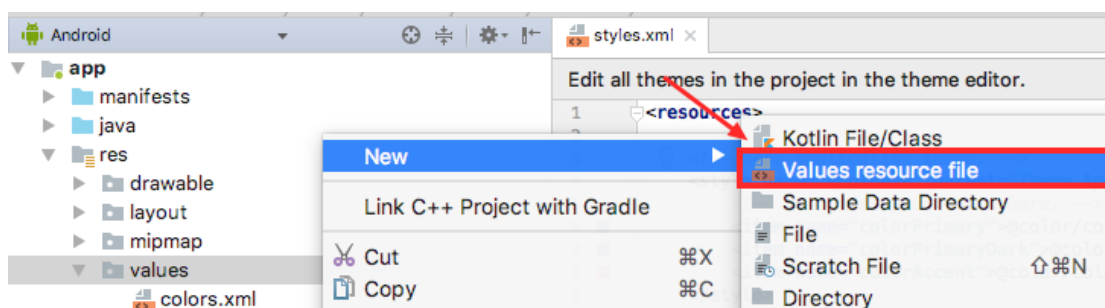 Android
styles.xml
app
Edit all themes in the project in the theme editor.
manifests
1 <resources>
java
Kotlin File/Class
res
New
Values resource file
drawable
Sample Data Directory
layout
Link C++ Project with Gradle
File
mipmap
Cut ⌘X
Scratch File ⇧⌘N
values
Copy ⌘C
Directory
colors.xml